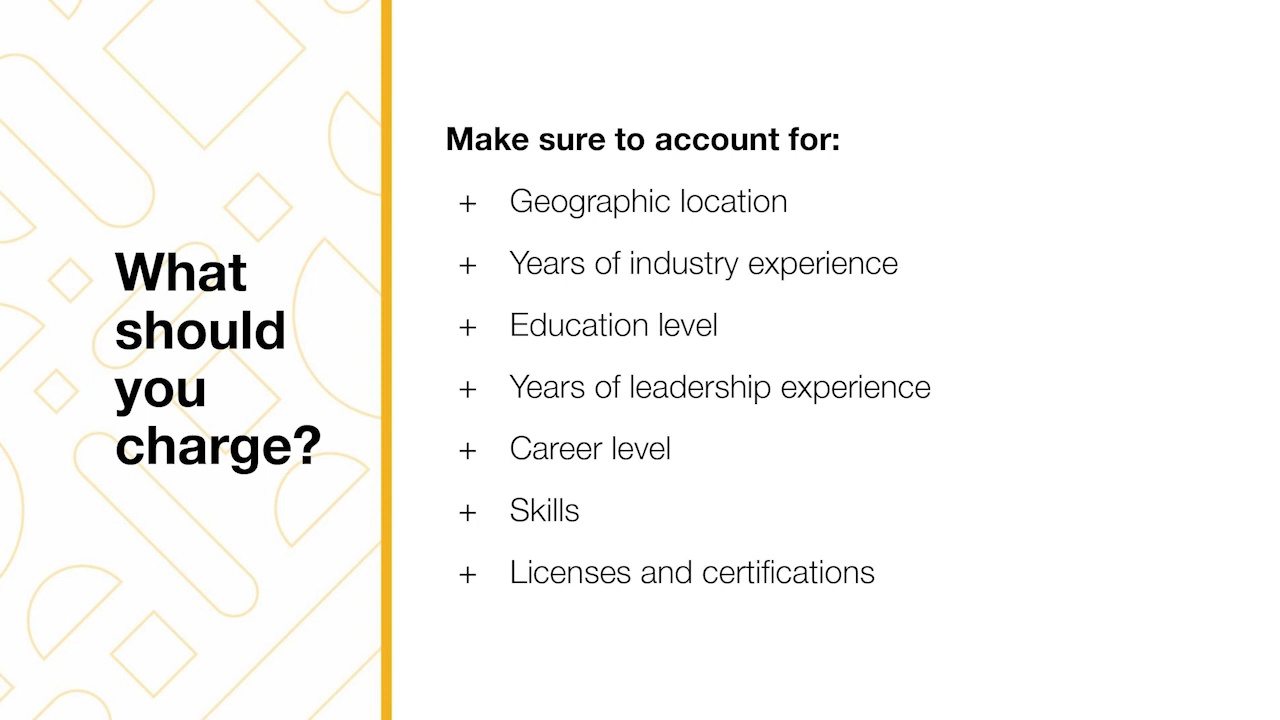 What
should
you
charge?
Make sure to account for:
+ Geographic location
+ Years of industry experience
+ Education level
+ Years of leadership experience
+ Career level
+ Skills
+ Licenses and certifications